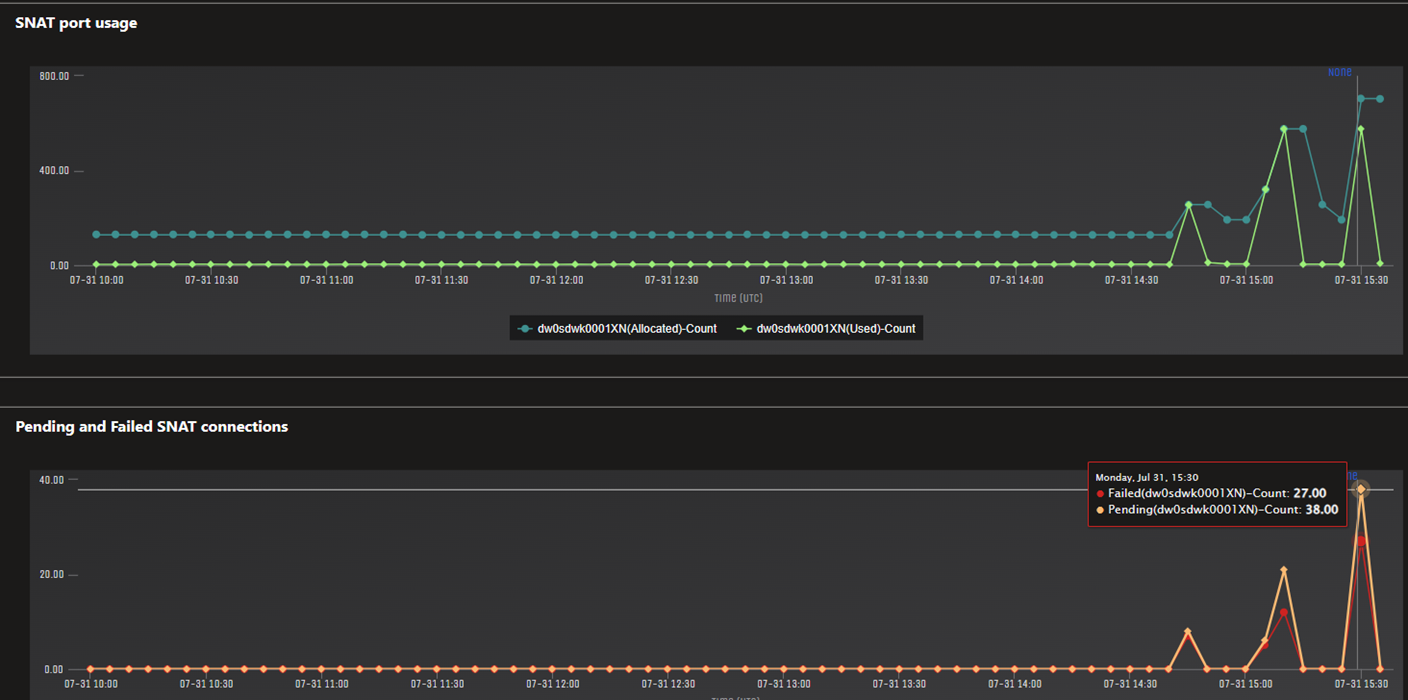 SNAT port usage
800.00
None
400.00
0.00
07-31 10:00 07-31 10:30 07-31 11:00 07-31 11:30 07-31 12:00 07-31 12:30 07-31 13:00 07-31 13:30 07-31 14:00 07-31 14:30 07-31 15:00 07-31 15:30
Time (UTC)
dw0sdwk0001XN(Allocated)-Count dw0sdwk0001XN(Used)-Count
Pending and Failed SNAT connections
40.00
Monday, Jul 31, 15:30
Failed(dw0sdwk0001XN)-Count: 27.00
Pending(dw0sdwk0001XN)-Count: 38.00
20.00
0.00
07-31 10:00 07-31 10:30 07-31 11:00 07-31 11:30 07-31 12:00 07-31 12:30 07-31 13:00 07-31 13:30 07-31 14:00 07-31 14:30 07-31 15:00 07-31 15:30